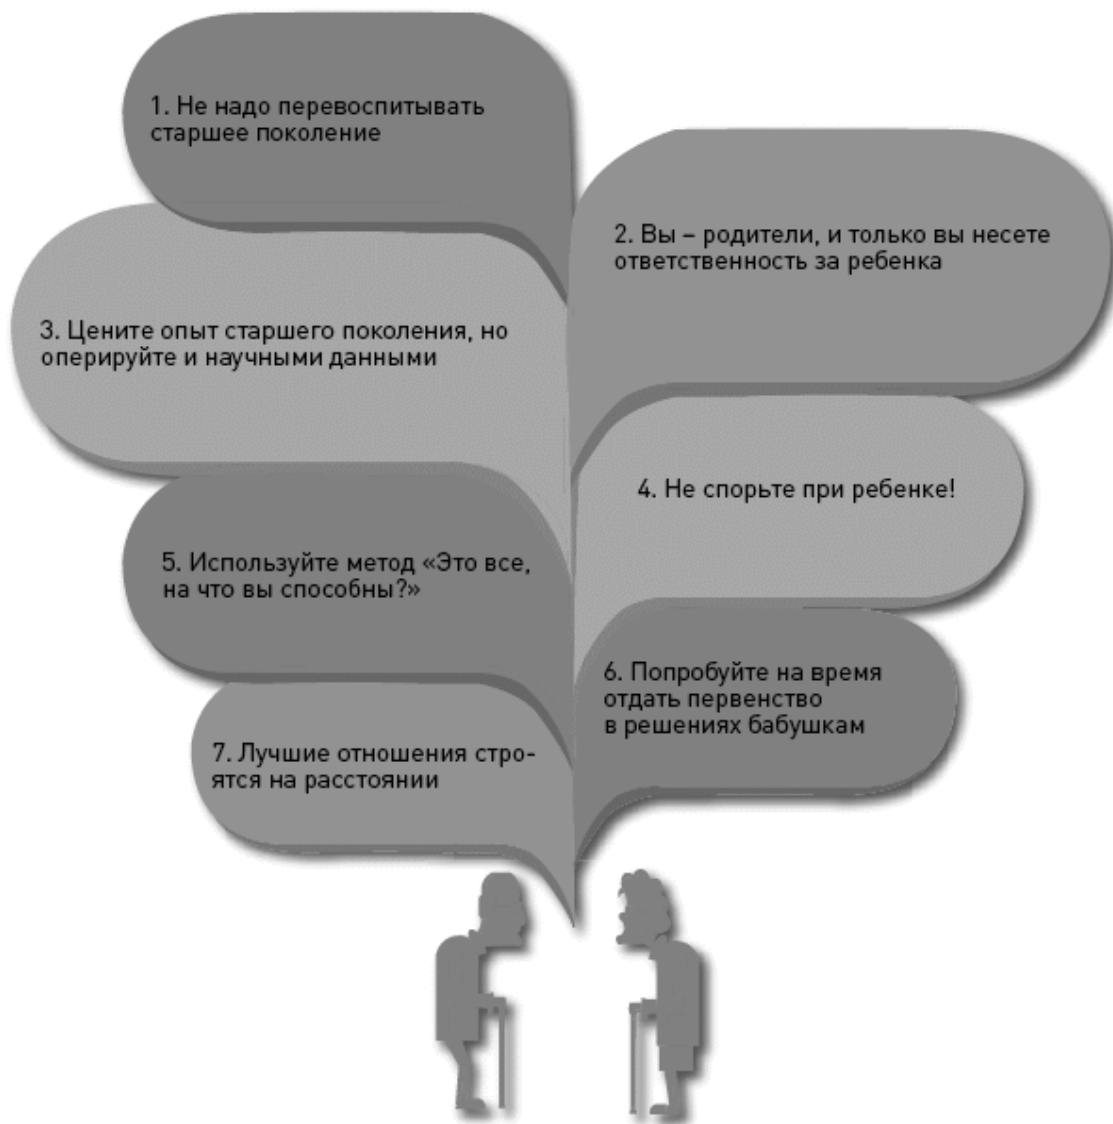 1. Не надо перевоспитывать
старшее поколение
2. Вы – родители, и только вы несете
ответственность за ребенка
3. Цените опыт старшего поколения, но
оперируйте и научными данными
4. Не спорьте при ребенке!
5. Используйте метод «Это все,
на что вы способны?»
6. Попробуйте на время
отдать первенство
в решениях бабушкам
7. Лучшие отношения стро-
ятся на расстоянии